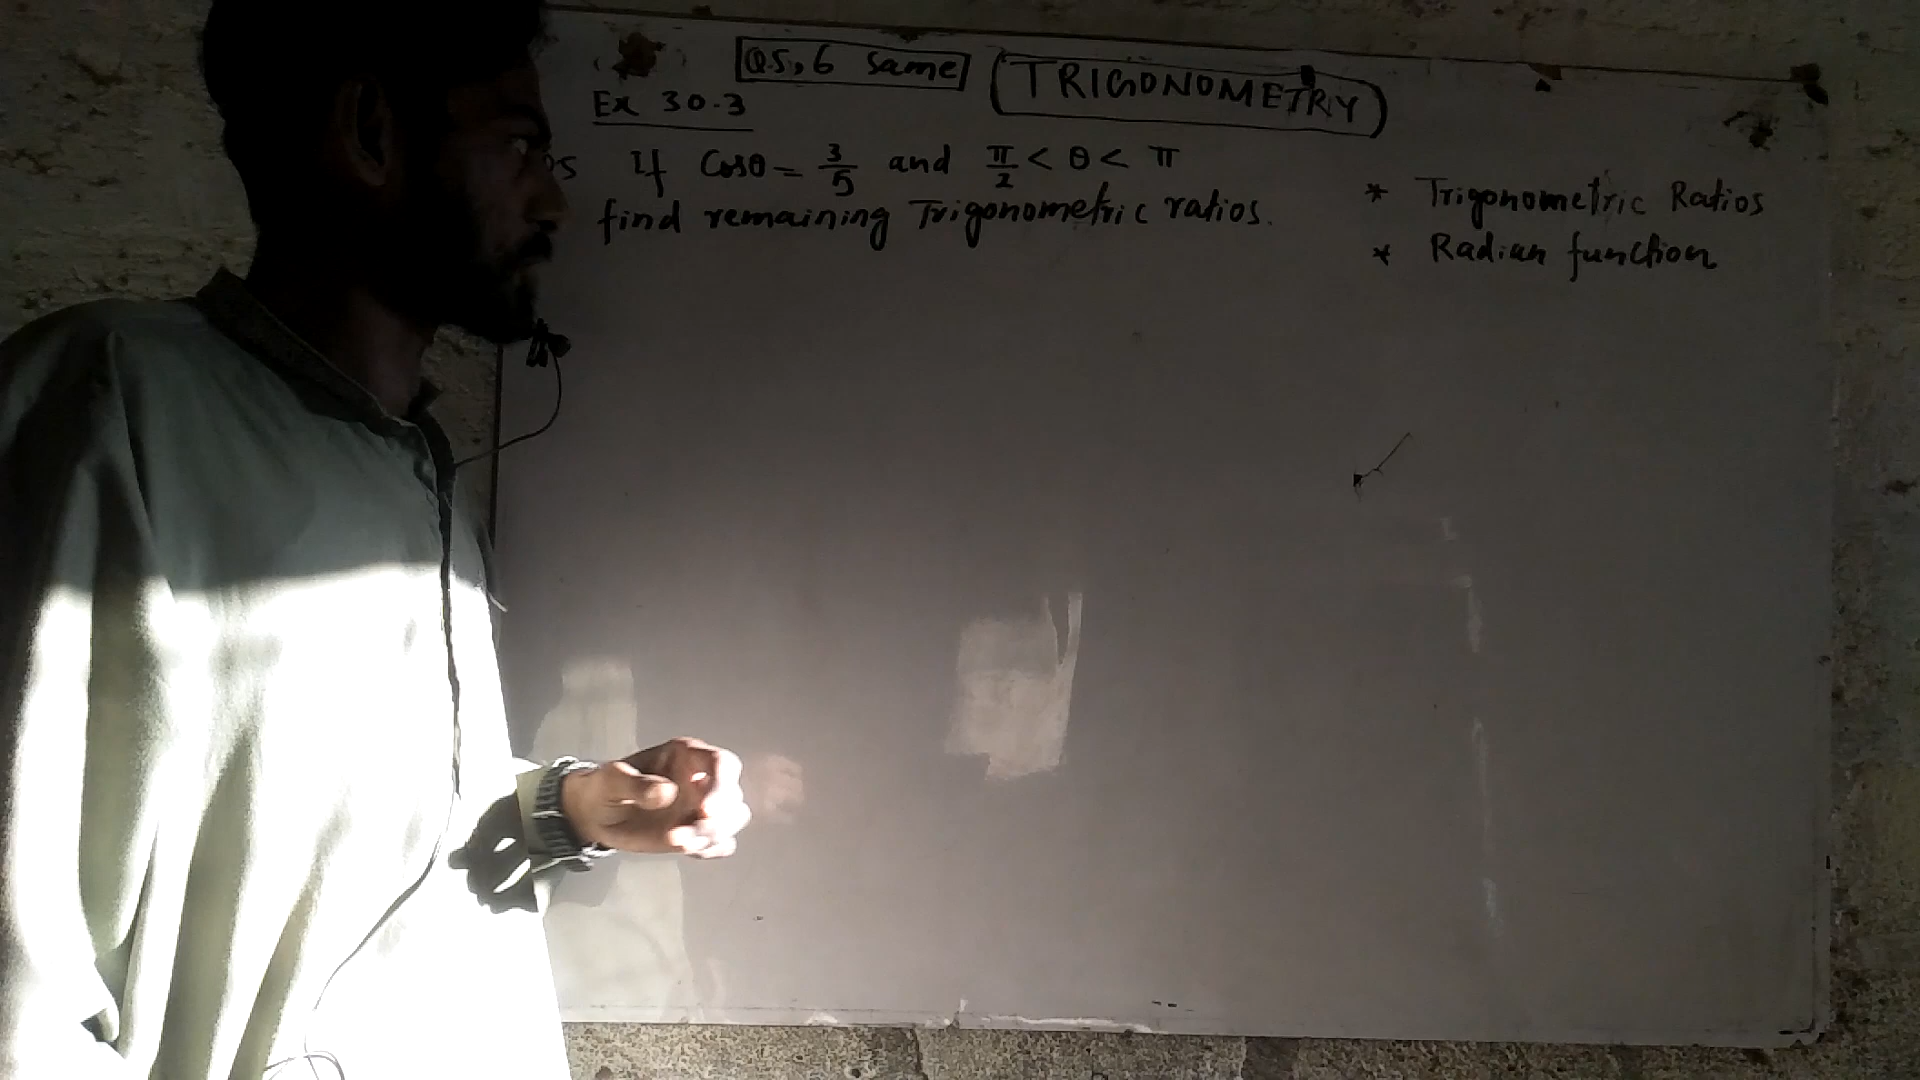 Q5,6 Same
TRIGONOMETRY
Ex 30.3
If Cosθ = 3/5 and π/2 < θ < π
find remaining Trigonometric ratios.
* Trigonometric Ratios
* Radian function